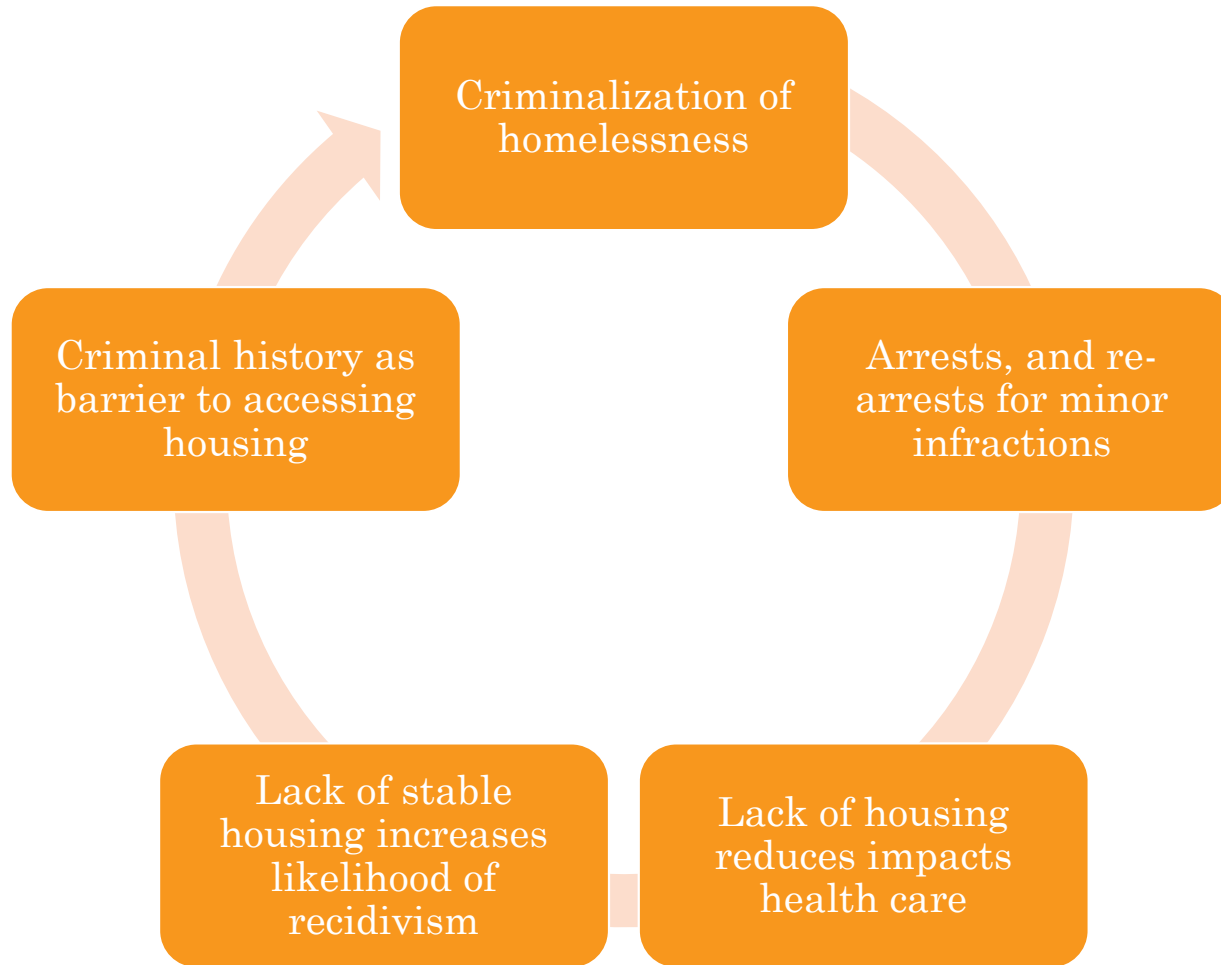 Criminalization of
homelessness
Arrests, and re-
arrests for minor
infractions
Lack of housing
reduces impacts
health care
Lack of stable
housing increases
likelihood of
recidivism
Criminal history as
barrier to accessing
housing